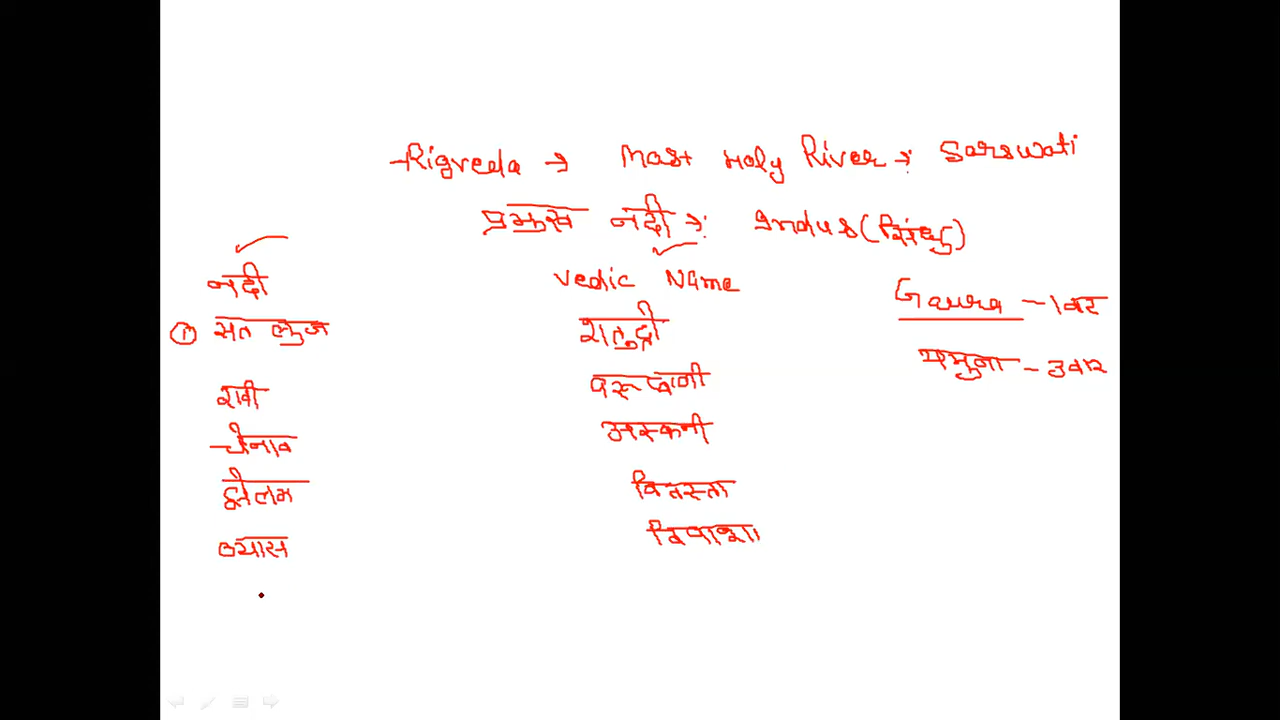 -Rigveda → Most Holy River →: Sarswati
प्रमुख नदी →: Indus (सिंधु)
नदी Vedic Name
① सतलुज शतुद्री
रावी परूष्णी
चेनाब अस्कनी
झेलम वितस्ता
व्यास विपाशा
Ganga - 1 बार
यमुना - 3 बार